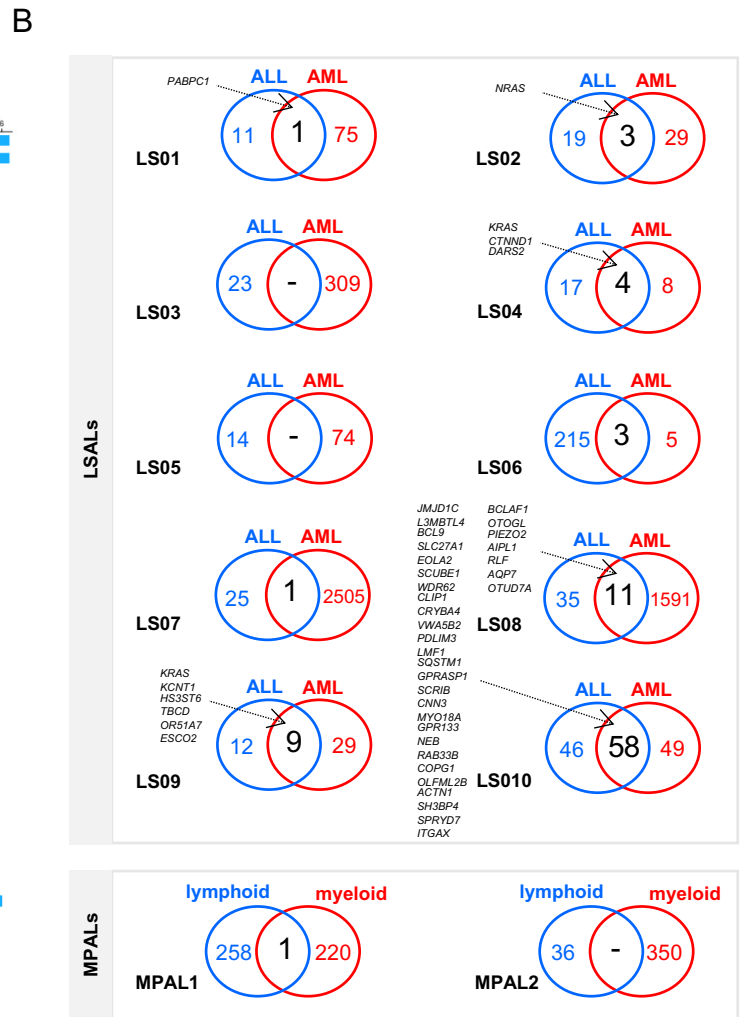 B
6
LSALs
PABPC1
ALL AML
11 1 75
LS01
NRAS
ALL AML
19 3 29
LS02
ALL AML
23 - 309
LS03
KRAS
CTNND1
DARS2
ALL AML
17 4 8
LS04
ALL AML
14 - 74
LS05
ALL AML
215 3 5
LS06
ALL AML
25 1 2505
LS07
BCLAF1
OTOGL
PIEZO2
AIPL1
RLF
AQP7
OTUD7A
ALL AML
35 11 1591
LS08
KRAS
KCNT1
HS3ST6
TBCD
OR51A7
ESCO2
ALL AML
12 9 29
LS09
JMJD1C
L3MBTL4
BCL9
SLC27A1
EOLA2
SCUBE1
WDR62
CLIP1
CRYBA4
VWA5B2
PDLIM3
LMF1
SQSTM1
GPRASP1
SCRIB
CNN3
MYO18A
GPR133
NEB
RAB33B
COPG1
OLFML2B
ACTN1
SH3BP4
SPRYD7
ITGAX
ALL AML
46 58 49
LS010
MPALs
lymphoid myeloid
258 1 220
MPAL1
lymphoid myeloid
36 - 350
MPAL2